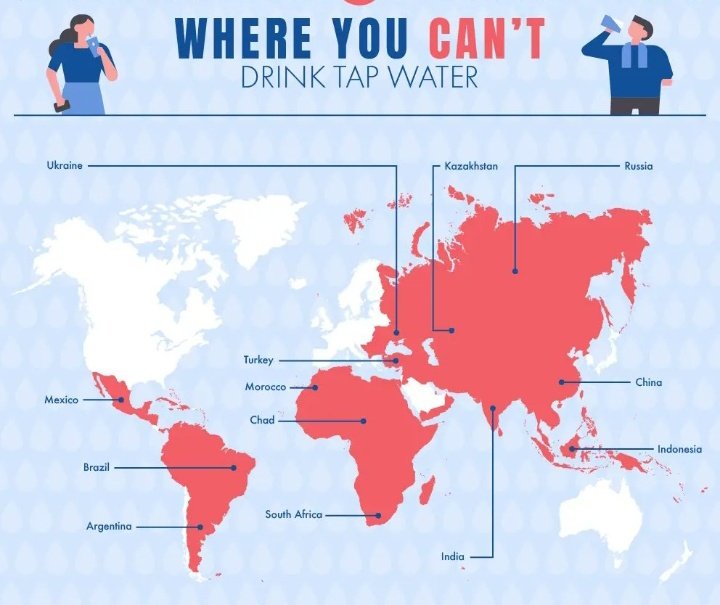 WHERE YOU CAN'T
DRINK TAP WATER
Ukraine
Kazakhstan
Russia
Turkey
Morocco
China
Mexico
Chad
Indonesia
Brazil
South Africa
Argentina
India